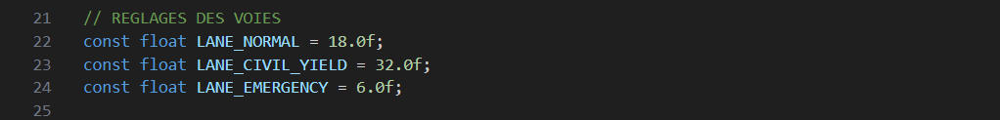 21 // REGLAGES DES VOIES
22 const float LANE_NORMAL = 18.0f;
23 const float LANE_CIVIL_YIELD = 32.0f;
24 const float LANE_EMERGENCY = 6.0f;
25